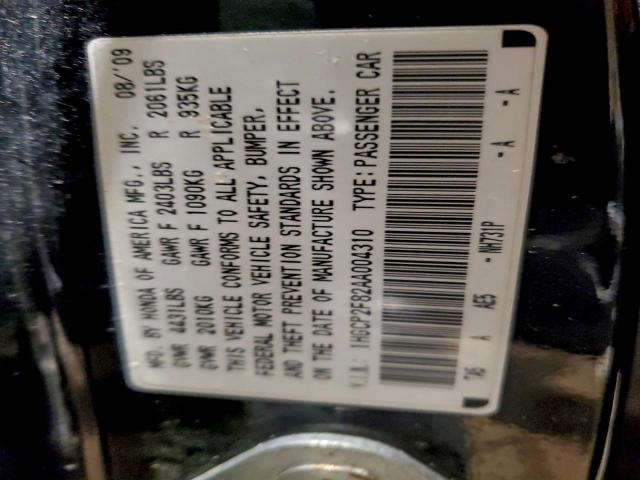 MFD. BY HONDA OF AMERICA MFG., INC. 08/'09
GVWR 4431LBS GAWR F 2403LBS R 2061LBS
GVWR 2010KG GAWR F 1090KG R 935KG
THIS VEHICLE CONFORMS TO ALL APPLICABLE
FEDERAL MOTOR VEHICLE SAFETY, BUMPER,
AND THEFT PREVENTION STANDARDS IN EFFECT
ON THE DATE OF MANUFACTURE SHOWN ABOVE.
V.I.N.: 1HGCP2F82AA004310 TYPE: PASSENGER CAR
A AE5 NH731P -A -A